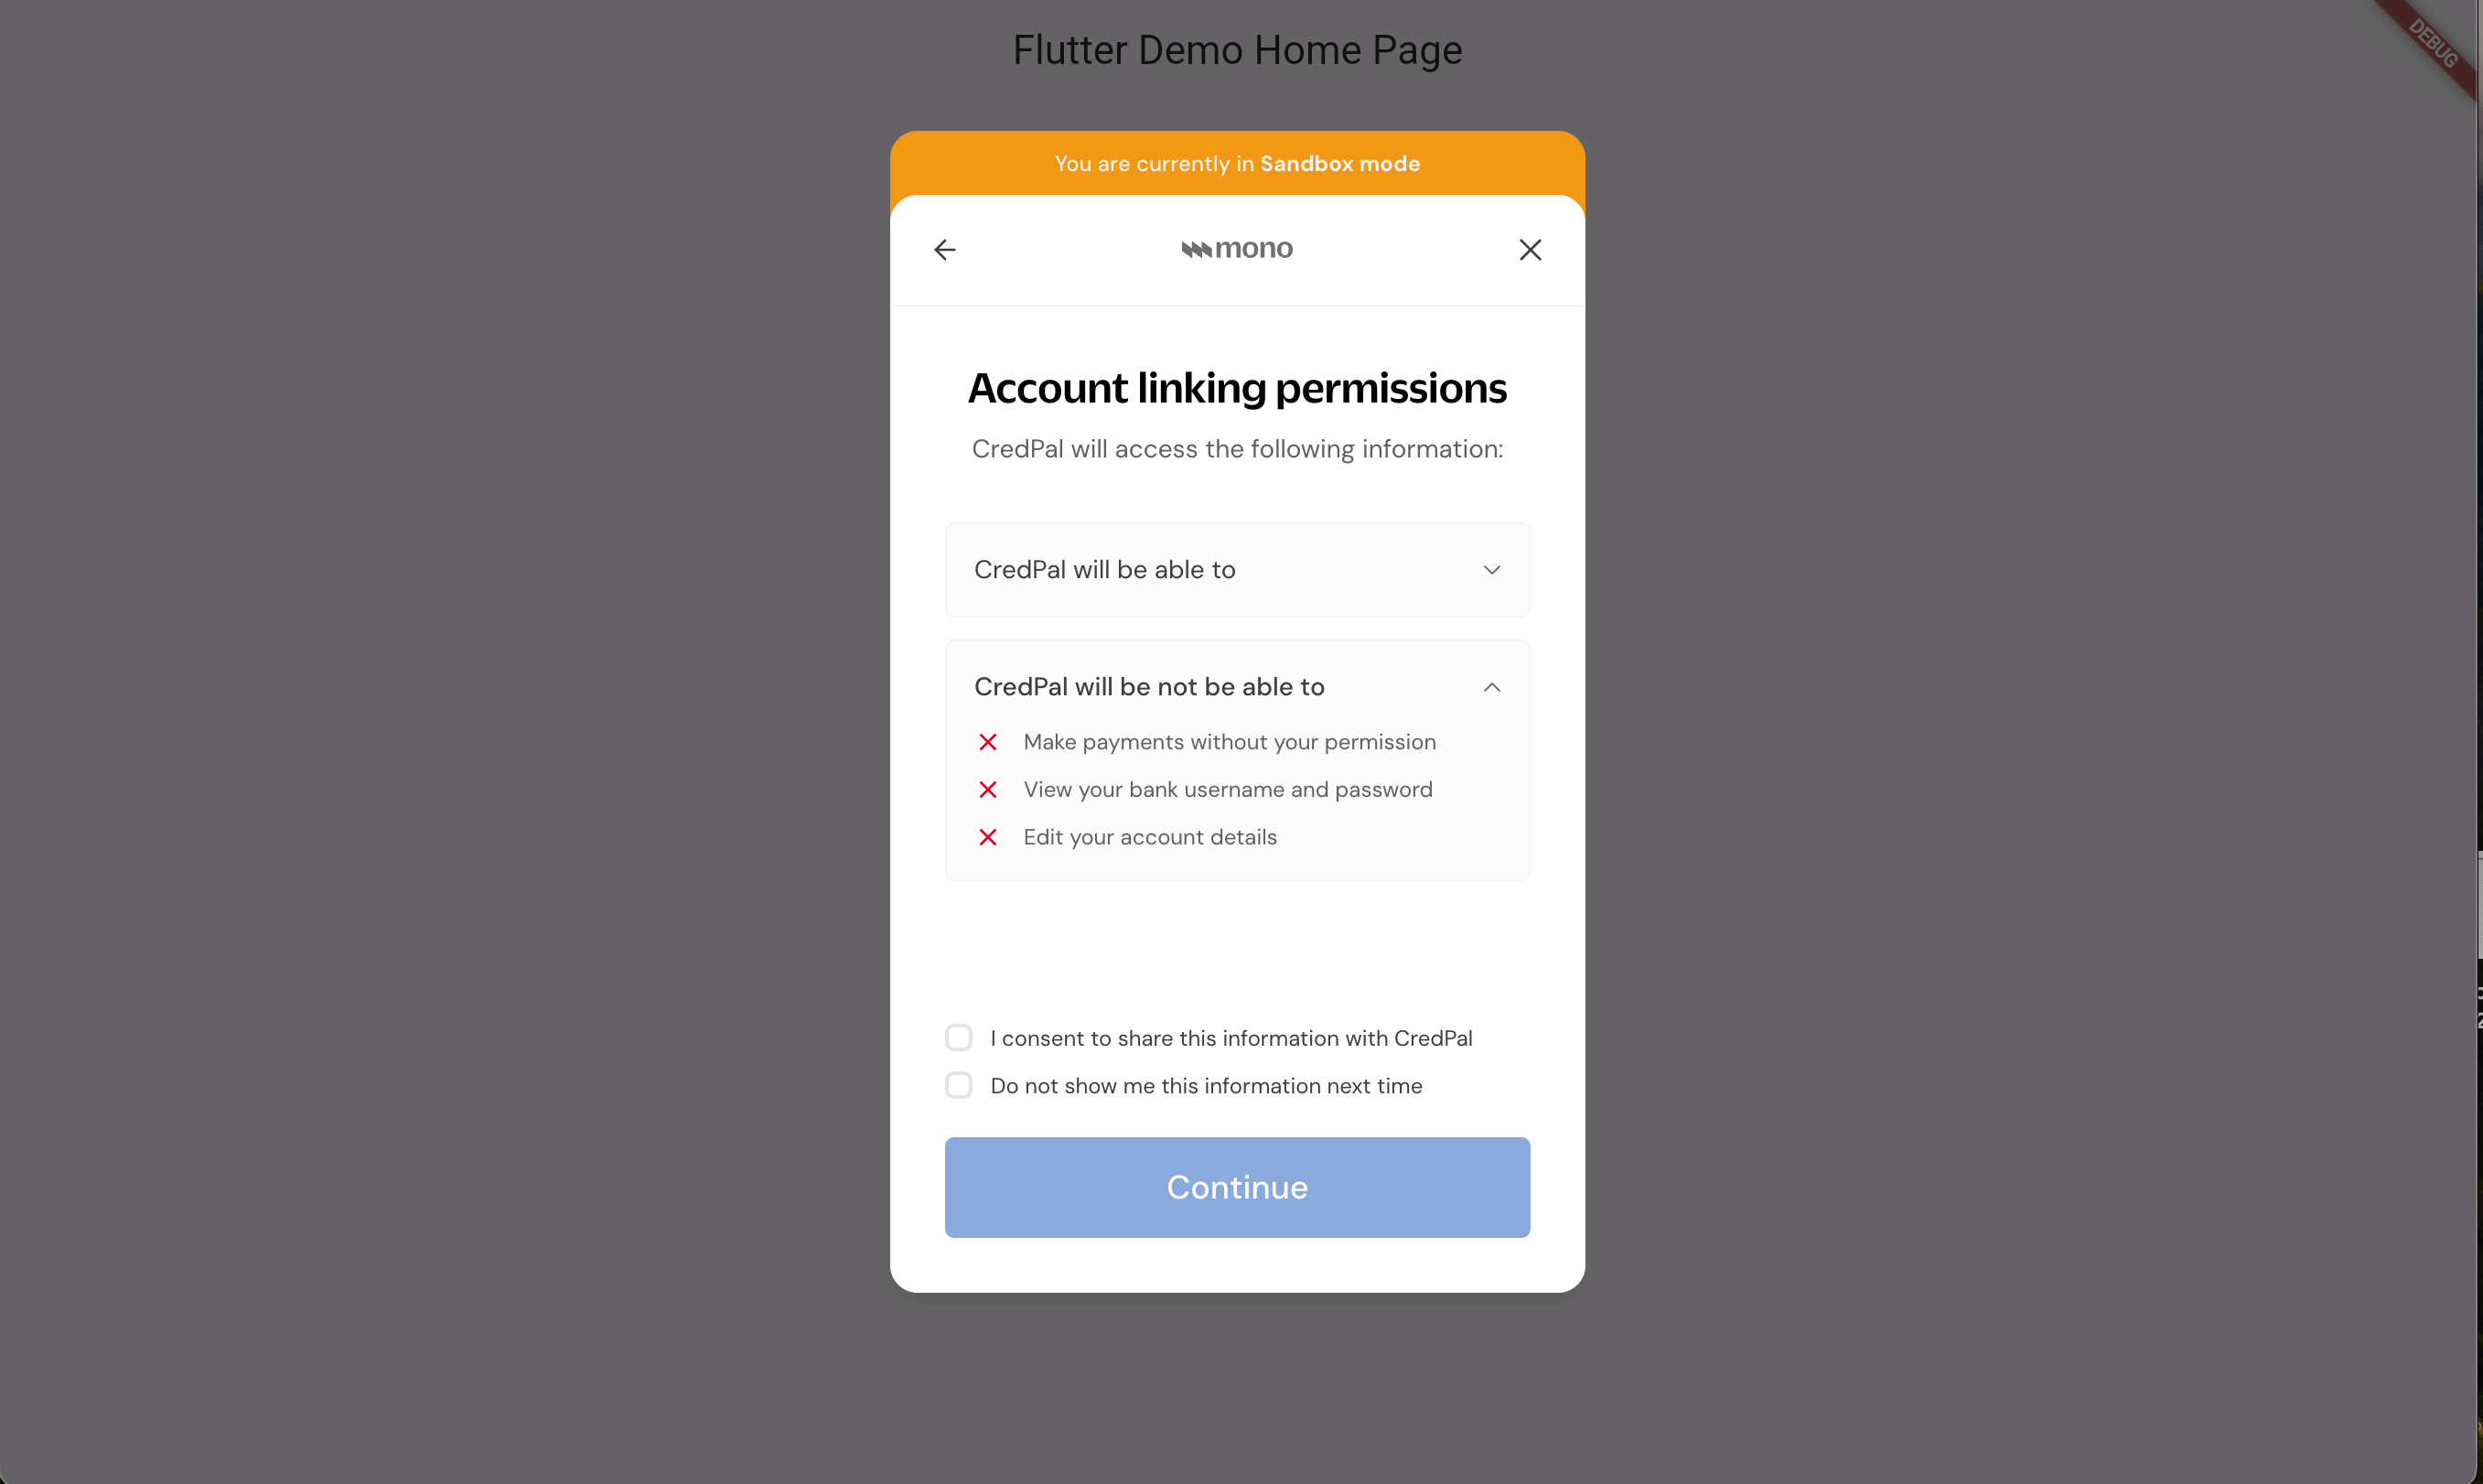 Flutter Demo Home Page
DEBUG
You are currently in Sandbox mode
mono
Account linking permissions
CredPal will access the following information:
CredPal will be able to
CredPal will be not be able to
Make payments without your permission
View your bank username and password
Edit your account details
I consent to share this information with CredPal
Do not show me this information next time
Continue